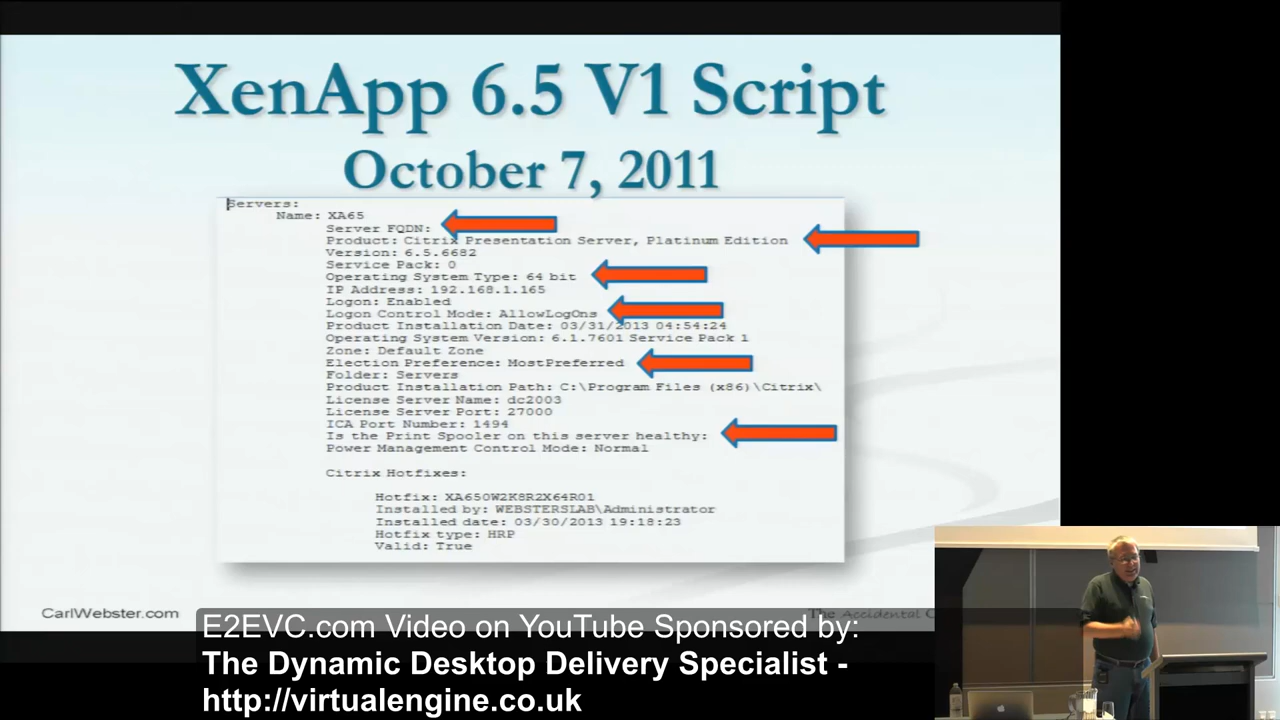 XenApp 6.5 V1 Script
October 7, 2011
Servers:
Name: XA65
Server FQDN:
Product: Citrix Presentation Server, Platinum Edition
Version: 6.5.6682
Service Pack: 0
Operating System Type: 64 bit
IP Address: 192.168.1.165
Logon: Enabled
Logon Control Mode: AllowLogOns
Product Installation Date: 03/31/2013 04:54:24
Operating System Version: 6.1.7601 Service Pack 1
Zone: Default Zone
Election Preference: MostPreferred
Folder: Servers
Product Installation Path: C:\Program Files (x86)\Citrix\
License Server Name: dc2003
License Server Port: 27000
ICA Port Number: 1494
Is the Print Spooler on this server healthy:
Power Management Control Mode: Normal
Citrix Hotfixes:
Hotfix: XA650W2K8R2X64R01
Installed by: WEBSTERSLAB\Administrator
Installed date: 03/30/2013 19:18:23
Hotfix type: HRP
Valid: True
CarlWebster.com
The Accidental C
E2EVC.com Video on YouTube Sponsored by:
The Dynamic Desktop Delivery Specialist -
http://virtualengine.co.uk